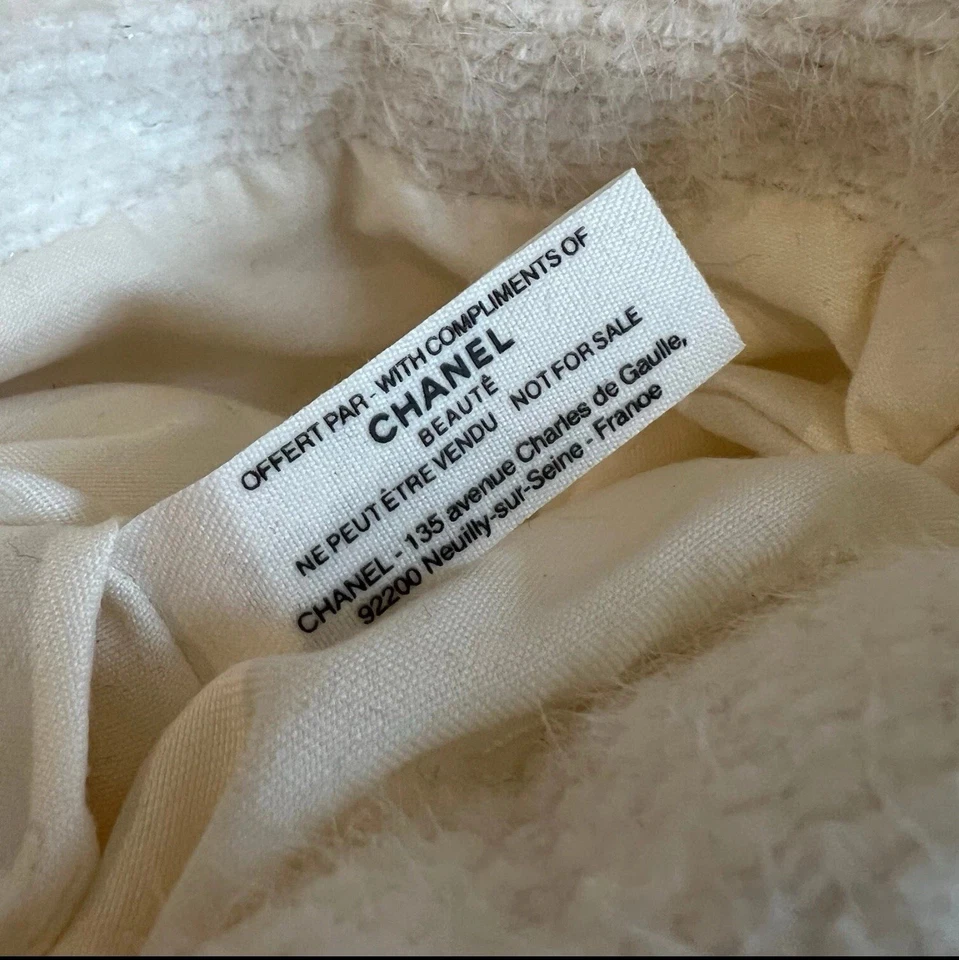 OFFERT PAR - WITH COMPLIMENTS OF
CHANEL
BEAUTÉ
NE PEUT ÊTRE VENDU NOT FOR SALE
CHANEL - 135 avenue Charles de Gaulle,
92200 Neuilly-sur-Seine - France